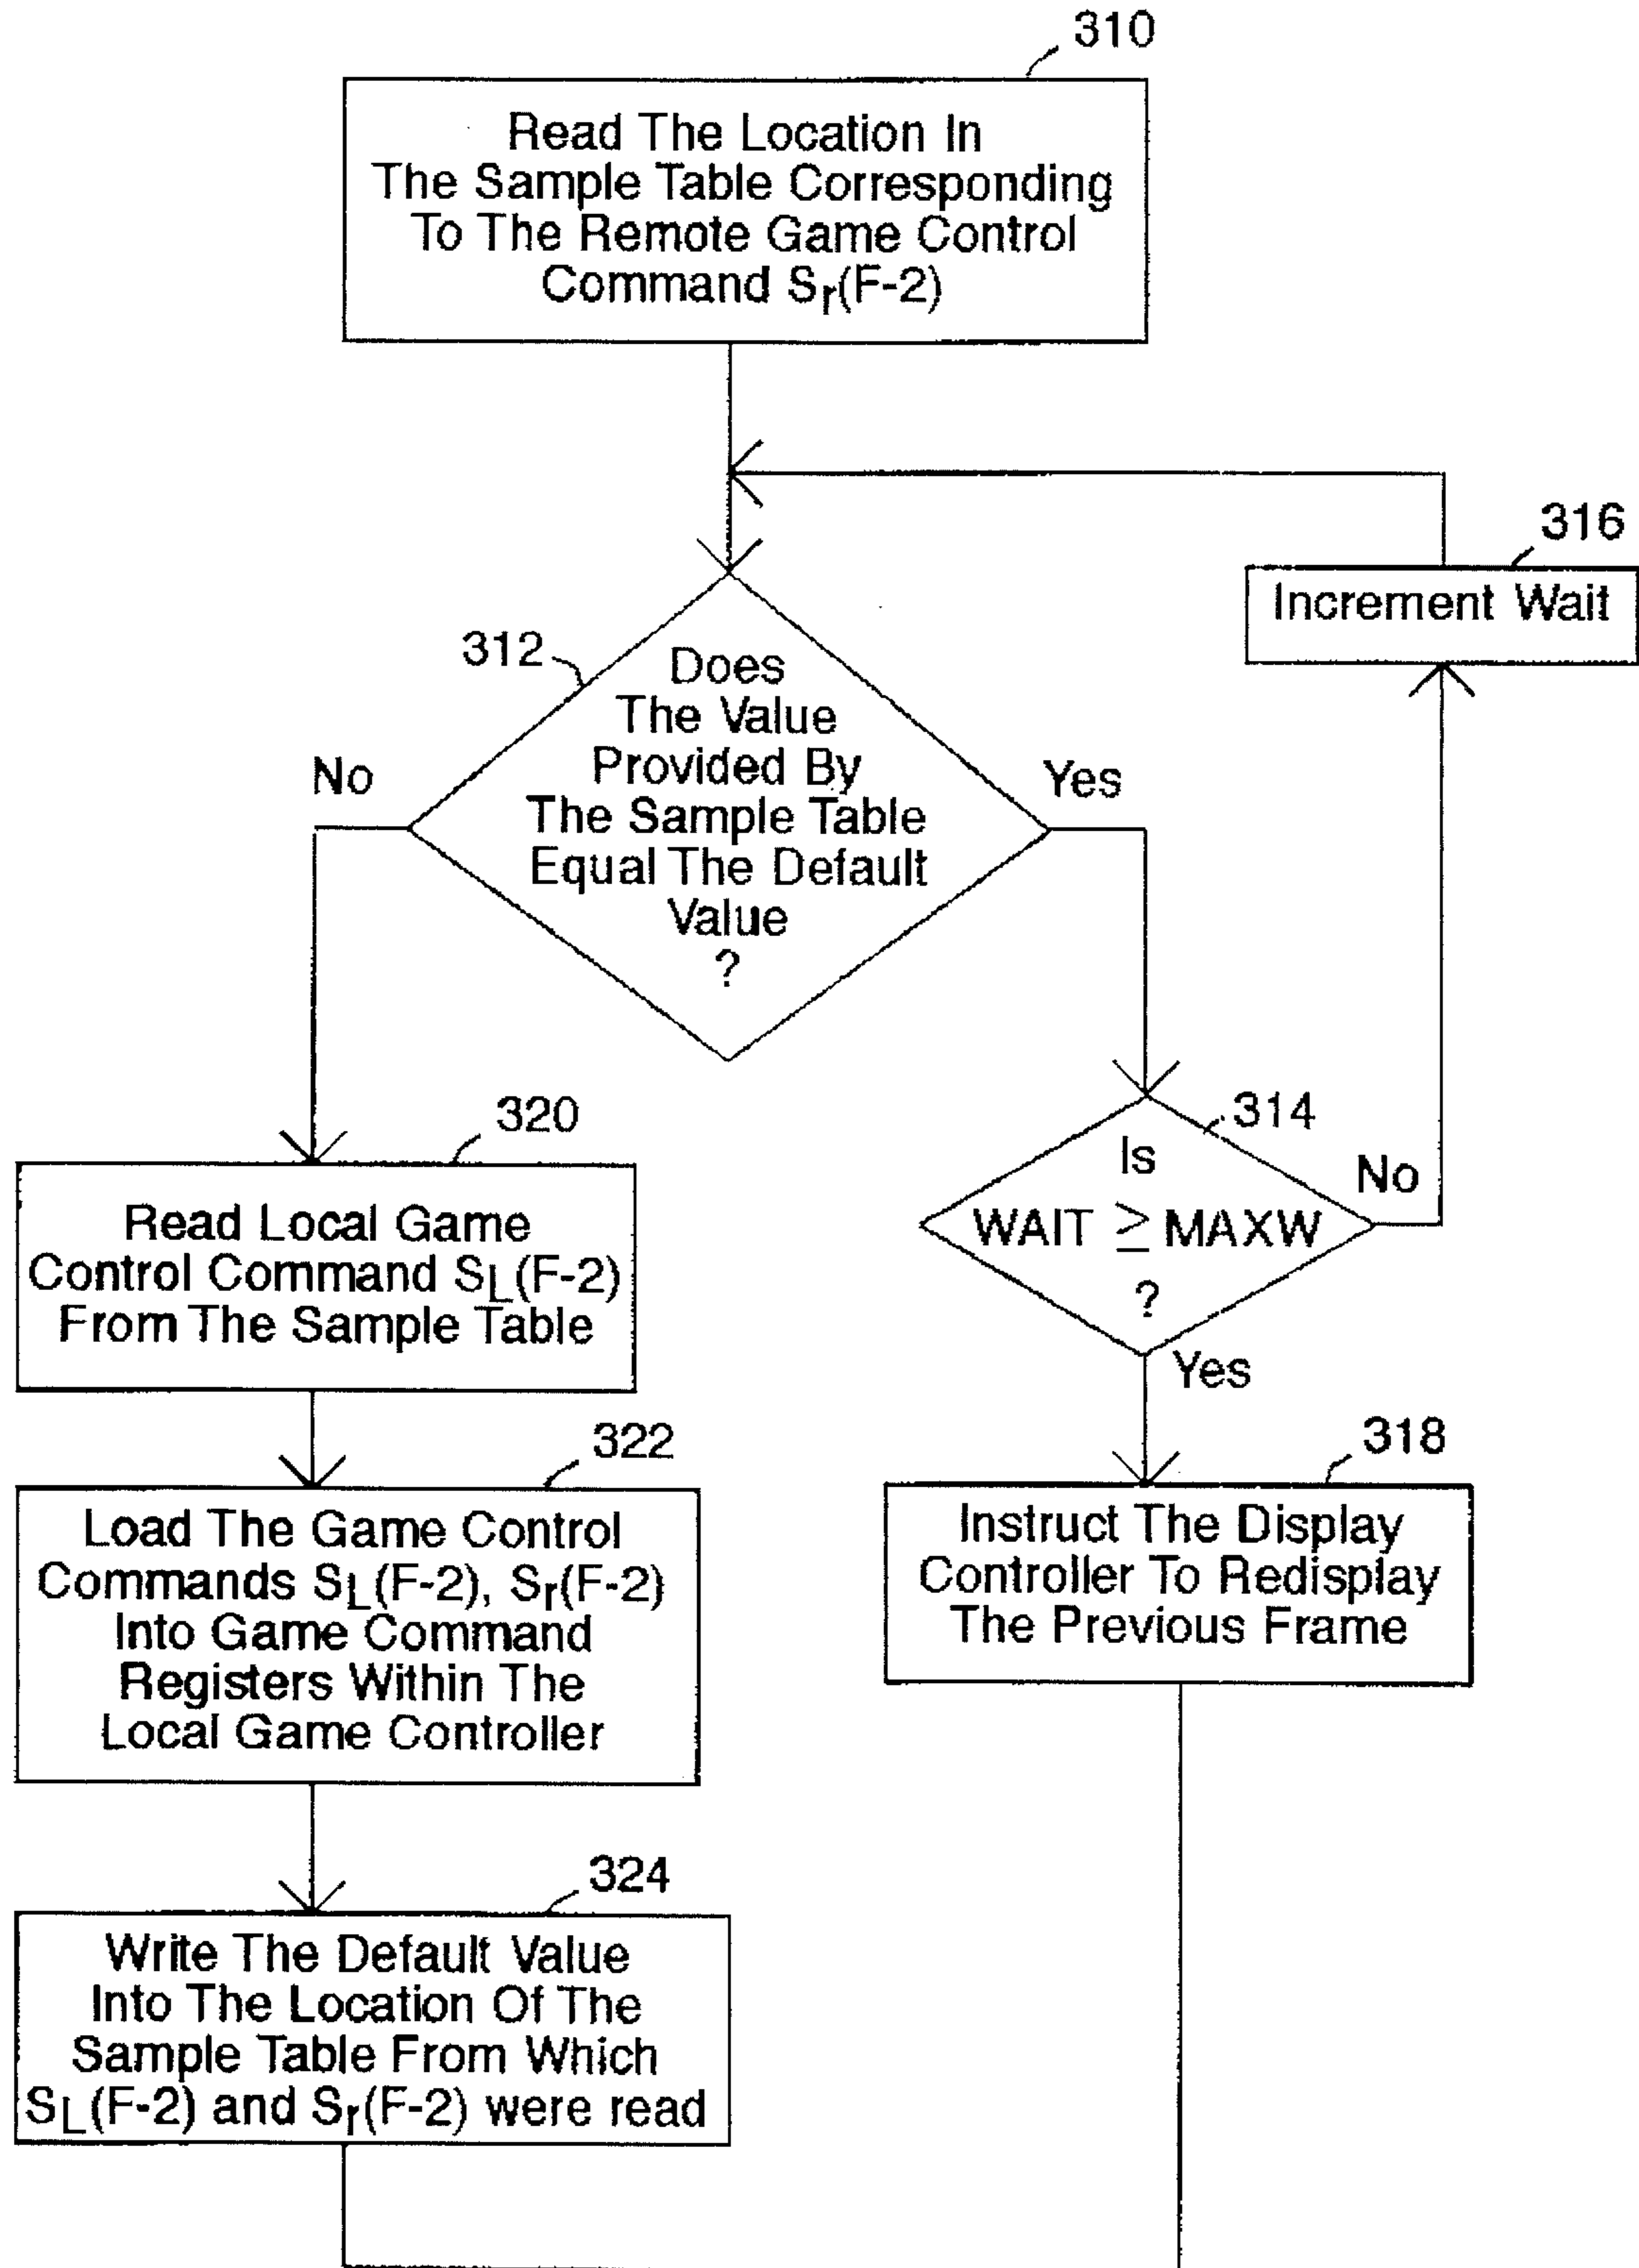 310
Read The Location In
The Sample Table Corresponding
To The Remote Game Control
Command Sr(F-2)
316
Increment Wait
312
Does
The Value
Provided By
The Sample Table
Equal The Default
Value
?
No
Yes
314
Is
WAIT ≥ MAXW
?
No
Yes
320
Read Local Game
Control Command SL(F-2)
From The Sample Table
322
Load The Game Control
Commands SL(F-2), Sr(F-2)
Into Game Command
Registers Within The
Local Game Controller
318
Instruct The Display
Controller To Redisplay
The Previous Frame
324
Write The Default Value
Into The Location Of The
Sample Table From Which
SL(F-2) and Sr(F-2) were read